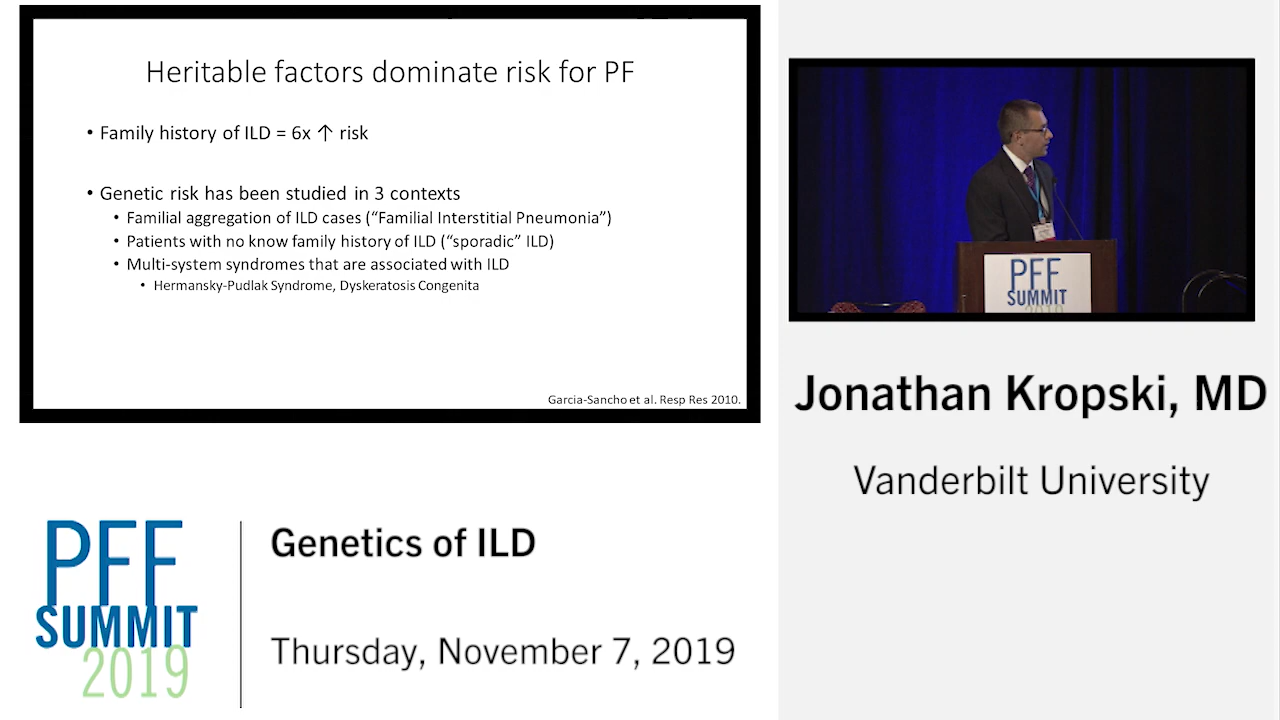 Heritable factors dominate risk for PF
• Family history of ILD = 6x ↑ risk
• Genetic risk has been studied in 3 contexts
• Familial aggregation of ILD cases (“Familial Interstitial Pneumonia”)
• Patients with no know family history of ILD (“sporadic” ILD)
• Multi-system syndromes that are associated with ILD
• Hermansky-Pudlak Syndrome, Dyskeratosis Congenita
Garcia-Sancho et al. Resp Res 2010.
PFF
SUMMIT
2019
Jonathan Kropski, MD
Vanderbilt University
PFF
SUMMIT
2019
Genetics of ILD
Thursday, November 7, 2019